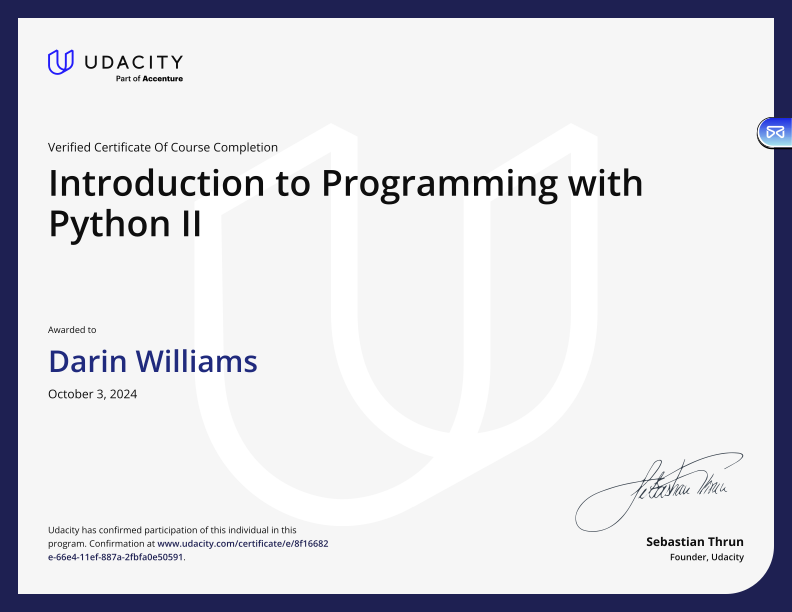 UDACITY
Part of Accenture
Verified Certificate Of Course Completion
Introduction to Programming with
Python II
Awarded to
Darin Williams
October 3, 2024
Udacity has confirmed participation of this individual in this
program. Confirmation at www.udacity.com/certificate/e/8f16682
e-66e4-11ef-887a-2fbfa0e50591.
Sebastian Thrun
Sebastian Thrun
Founder, Udacity